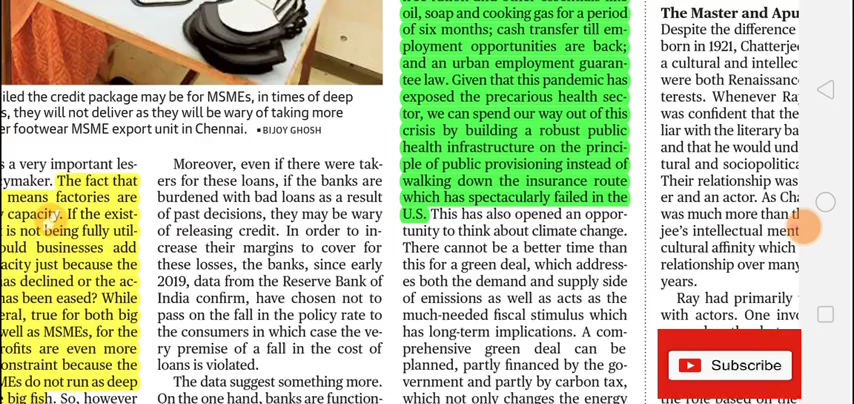 iled the credit package may be for MSMEs, in times of deep
s, they will not deliver as they will be wary of taking more
er footwear MSME export unit in Chennai. ▪BIJOY GHOSH
s a very important les-
ymaker. The fact that
means factories are
capacity. If the exist-
is not being fully util-
ould businesses add
acity just because the
has declined or the ac-
has been eased? While
eral, true for both big
well as MSMEs, for the
rofits are even more
onstraint because the
MEs do not run as deep
big fish. So, however
Moreover, even if there were tak-
ers for these loans, if the banks are
burdened with bad loans as a result
of past decisions, they may be wary
of releasing credit. In order to in-
crease their margins to cover for
these losses, the banks, since early
2019, data from the Reserve Bank of
India confirm, have chosen not to
pass on the fall in the policy rate to
the consumers in which case the ve-
ry premise of a fall in the cost of
loans is violated.
The data suggest something more.
On the one hand, banks are function-
oil, soap and cooking gas for a period
of six months; cash transfer till em-
ployment opportunities are back;
and an urban employment guaran-
tee law. Given that this pandemic has
exposed the precarious health sec-
tor, we can spend our way out of this
crisis by building a robust public
health infrastructure on the princi-
ple of public provisioning instead of
walking down the insurance route
which has spectacularly failed in the
U.S. This has also opened an oppor-
tunity to think about climate change.
There cannot be a better time than
this for a green deal, which address-
es both the demand and supply side
of emissions as well as acts as the
much-needed fiscal stimulus which
has long-term implications. A com-
prehensive green deal can be
planned, partly financed by the go-
vernment and partly by carbon tax,
which not only changes the energy
The Master and Apu
Despite the difference
born in 1921, Chatterje
a cultural and intellec
were both Renaissance
terests. Whenever Ray
was confident that the
liar with the literary ba
and that he would und
tural and sociopolitica
Their relationship was
er and an actor. As Cha
was much more than th
jee's intellectual ment
cultural affinity which
relationship over many
years.
Ray had primarily
with actors. One invo
Subscribe